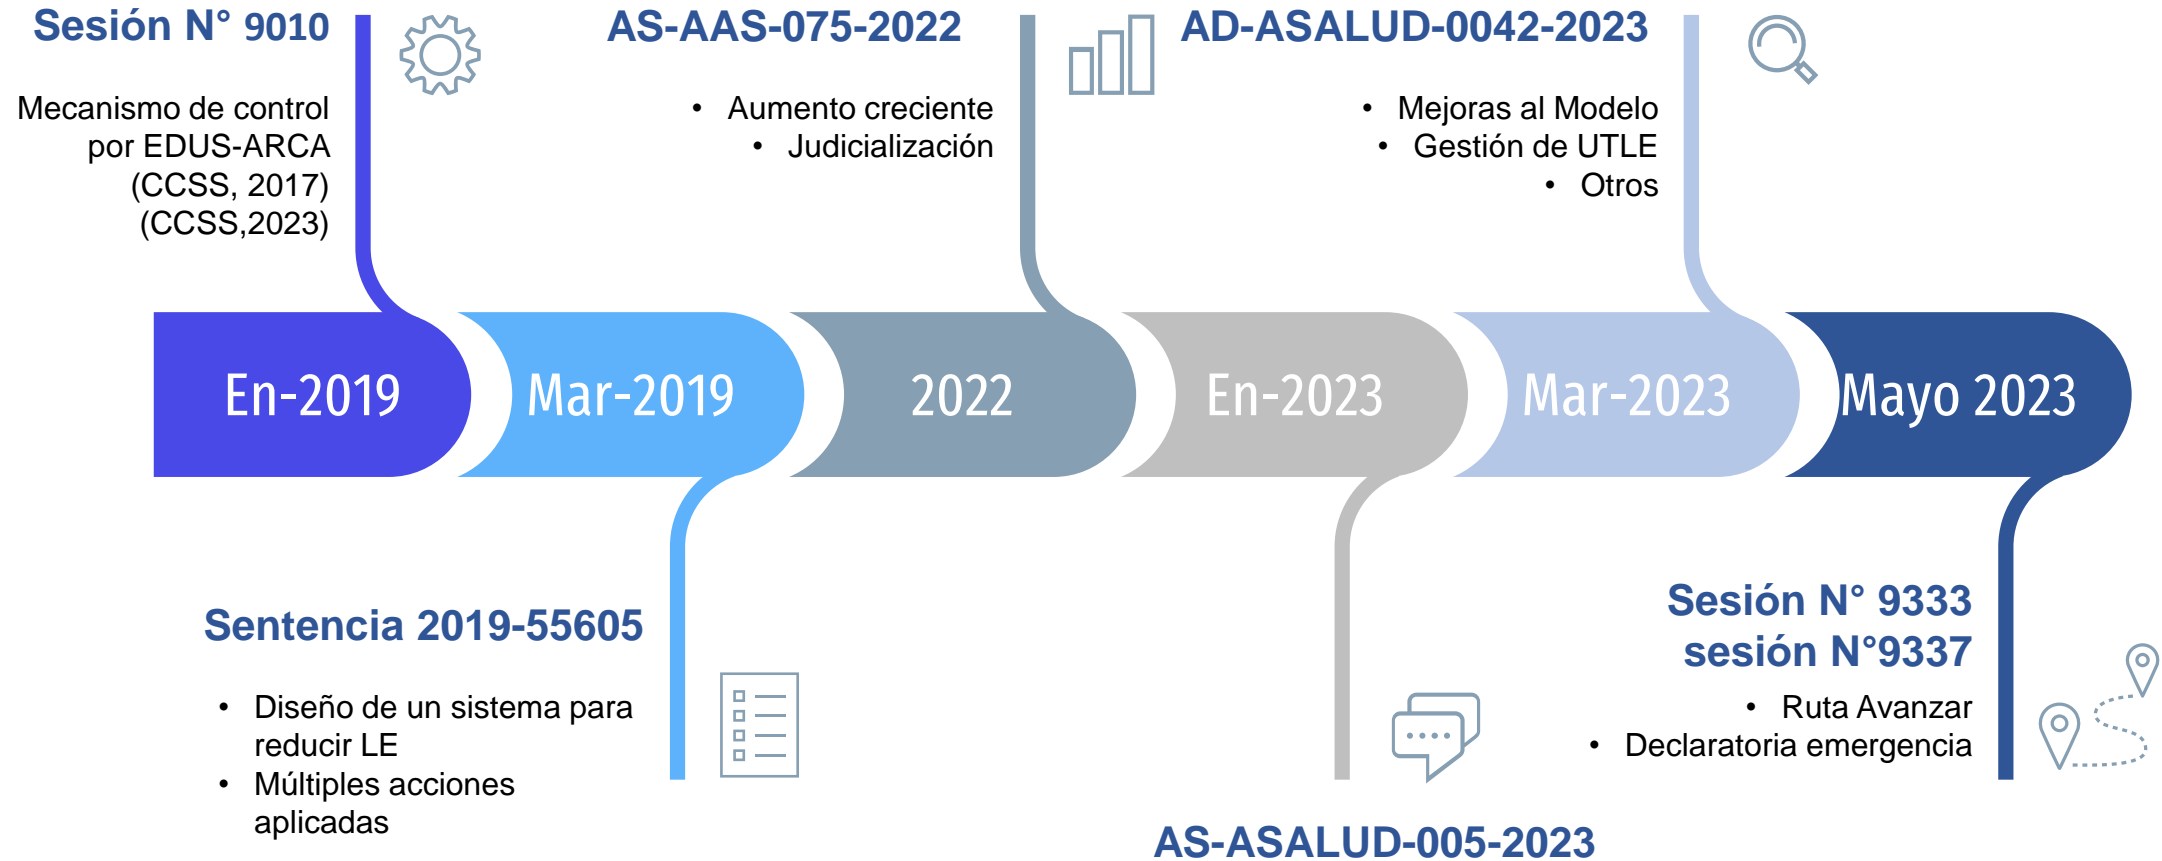 Sesión N° 9010
Mecanismo de control
por EDUS-ARCA
(CCSS, 2017)
(CCSS,2023)
AS-AAS-075-2022
• Aumento creciente
• Judicialización
AD-ASALUD-0042-2023
• Mejoras al Modelo
• Gestión de UTLE
• Otros
En-2019
Mar-2019
2022
En-2023
Mar-2023
Mayo 2023
Sentencia 2019-55605
• Diseño de un sistema para
reducir LE
• Múltiples acciones
aplicadas
AS-ASALUD-005-2023
Sesión N° 9333
sesión N°9337
• Ruta Avanzar
• Declaratoria emergencia